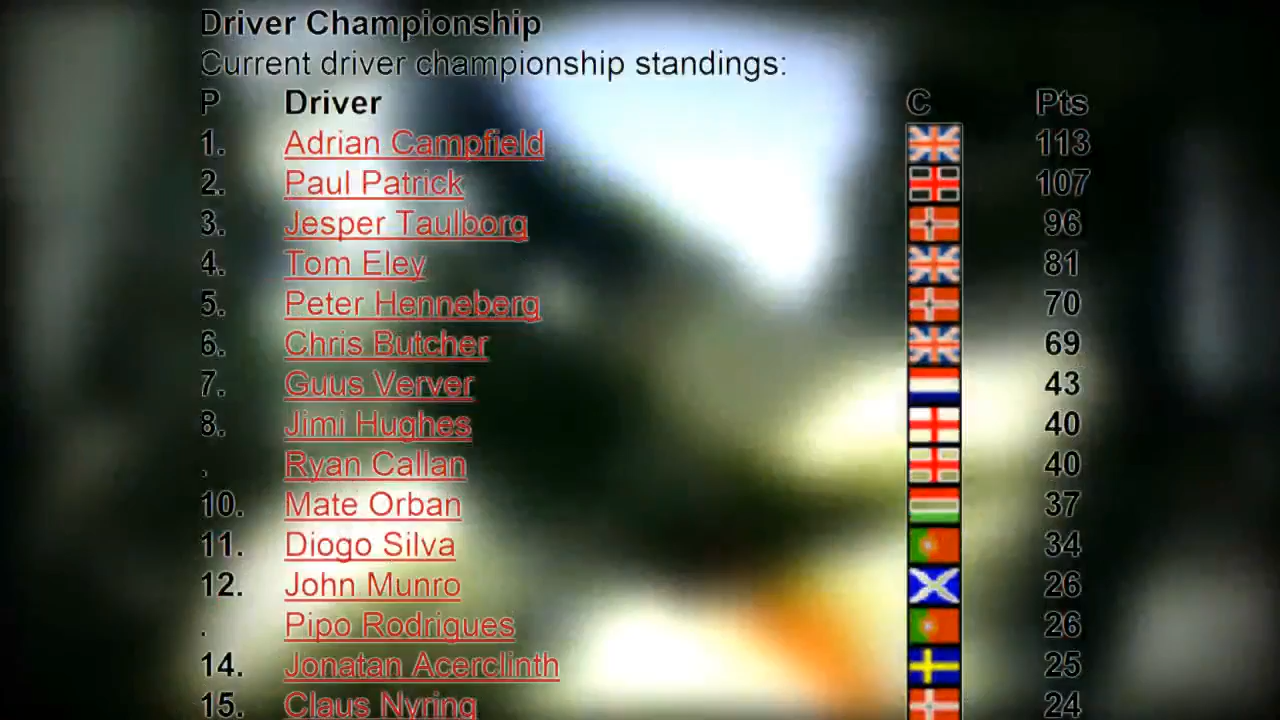 Driver Championship
Current driver championship standings:
P Driver C Pts
1. Adrian Campfield 113
2. Paul Patrick 107
3. Jesper Taulborg 96
4. Tom Eley 81
5. Peter Henneberg 70
6. Chris Butcher 69
7. Guus Verver 43
8. Jimi Hughes 40
. Ryan Callan 40
10. Mate Orban 37
11. Diogo Silva 34
12. John Munro 26
. Pipo Rodrigues 26
14. Jonatan Acerclinth 25
15. Claus Nyring 24